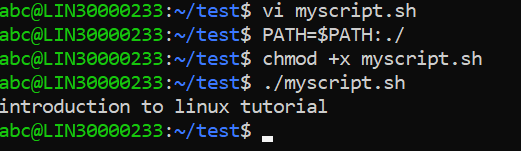 abc@LIN30000233:~/test$ vi myscript.sh
abc@LIN30000233:~/test$ PATH=$PATH:./
abc@LIN30000233:~/test$ chmod +x myscript.sh
abc@LIN30000233:~/test$ ./myscript.sh
introduction to linux tutorial
abc@LIN30000233:~/test$